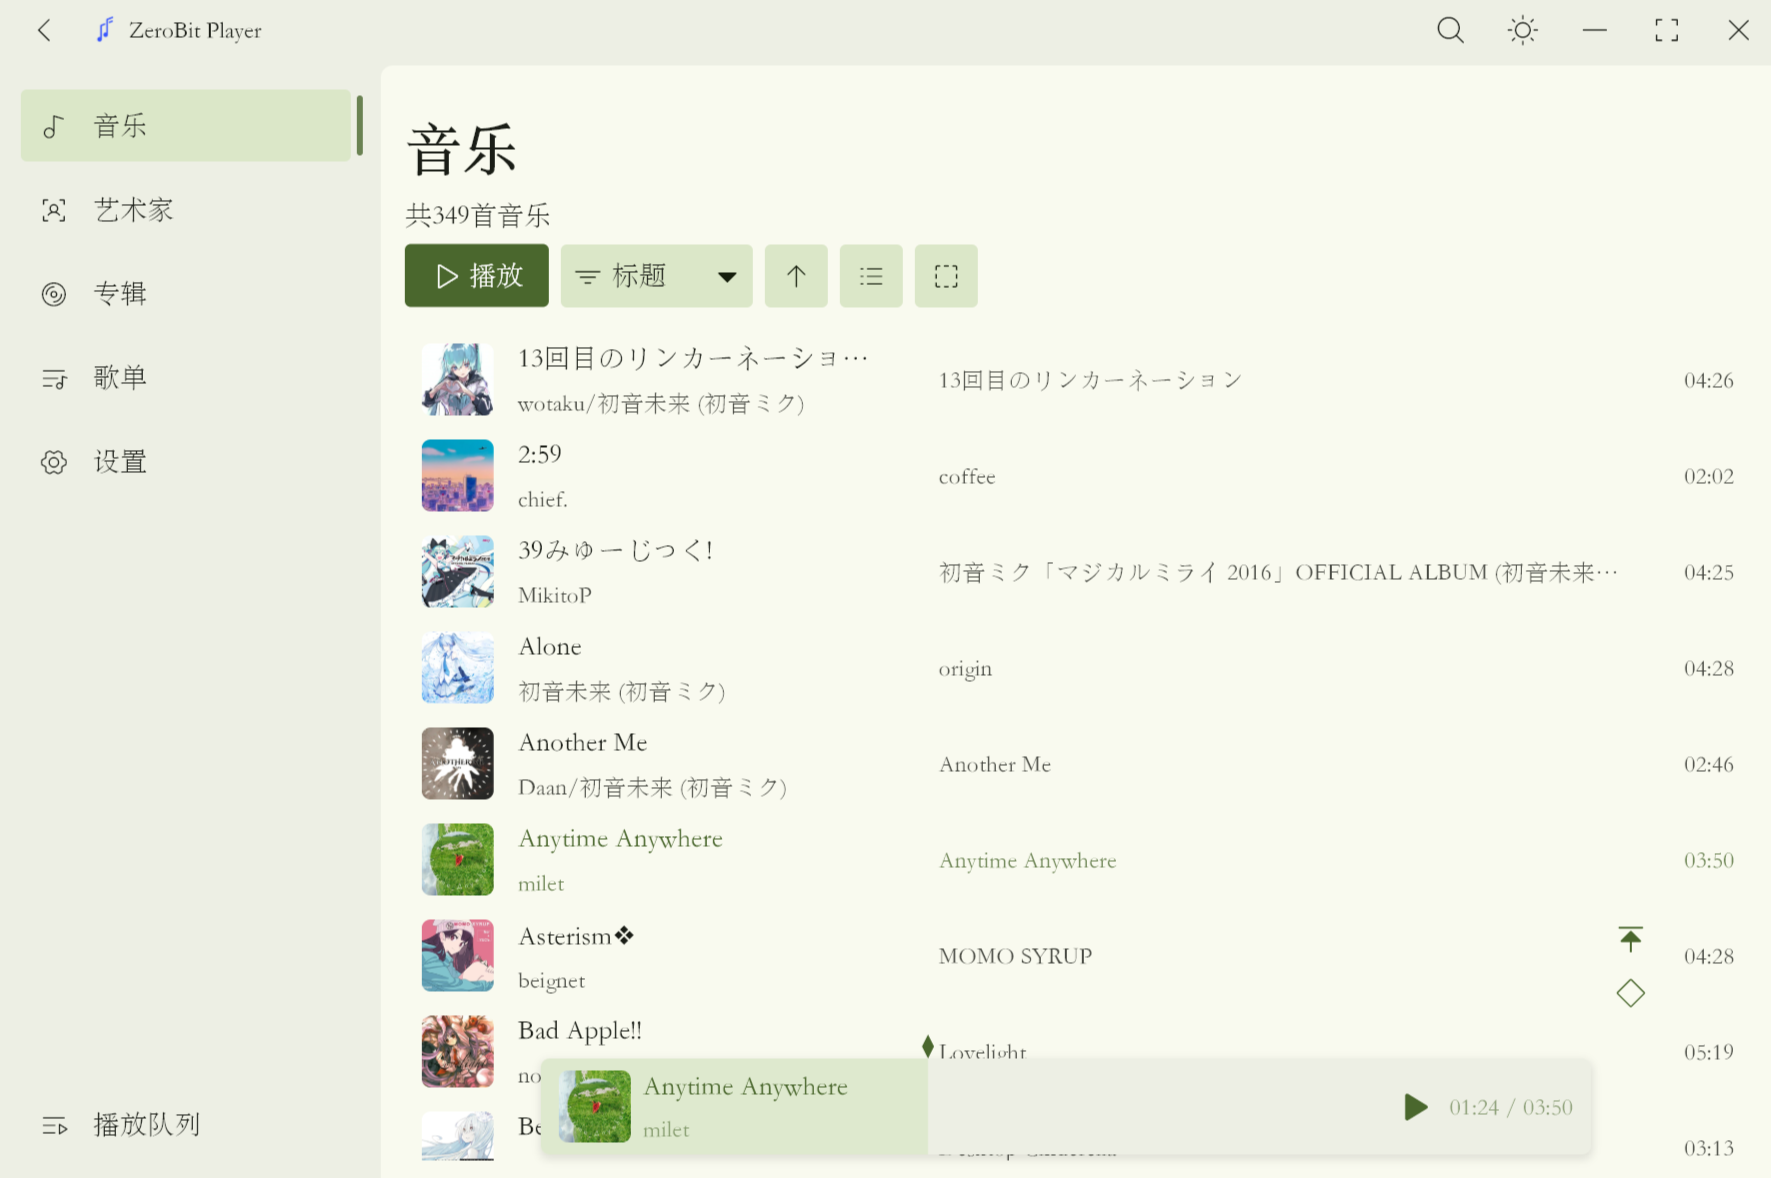 ZeroBit Player
音乐
艺术家
专辑
歌单
设置
播放队列
音乐
共349首音乐
播放
标题
13回目のリンカーネーショ…
wotaku/初音未来 (初音ミク)
13回目のリンカーネーション
04:26
2:59
chief.
coffee
02:02
39みゅーじっく!
MikitoP
初音ミク「マジカルミライ 2016」OFFICIAL ALBUM (初音未来…
04:25
Alone
初音未来 (初音ミク)
origin
04:28
Another Me
Daan/初音未来 (初音ミク)
Another Me
02:46
Anytime Anywhere
milet
Anytime Anywhere
03:50
Asterism❖
beignet
MOMO SYRUP
04:28
Bad Apple!!
no
Lovelight
05:19
Be
03:13
Anytime Anywhere
milet
01:24 / 03:50